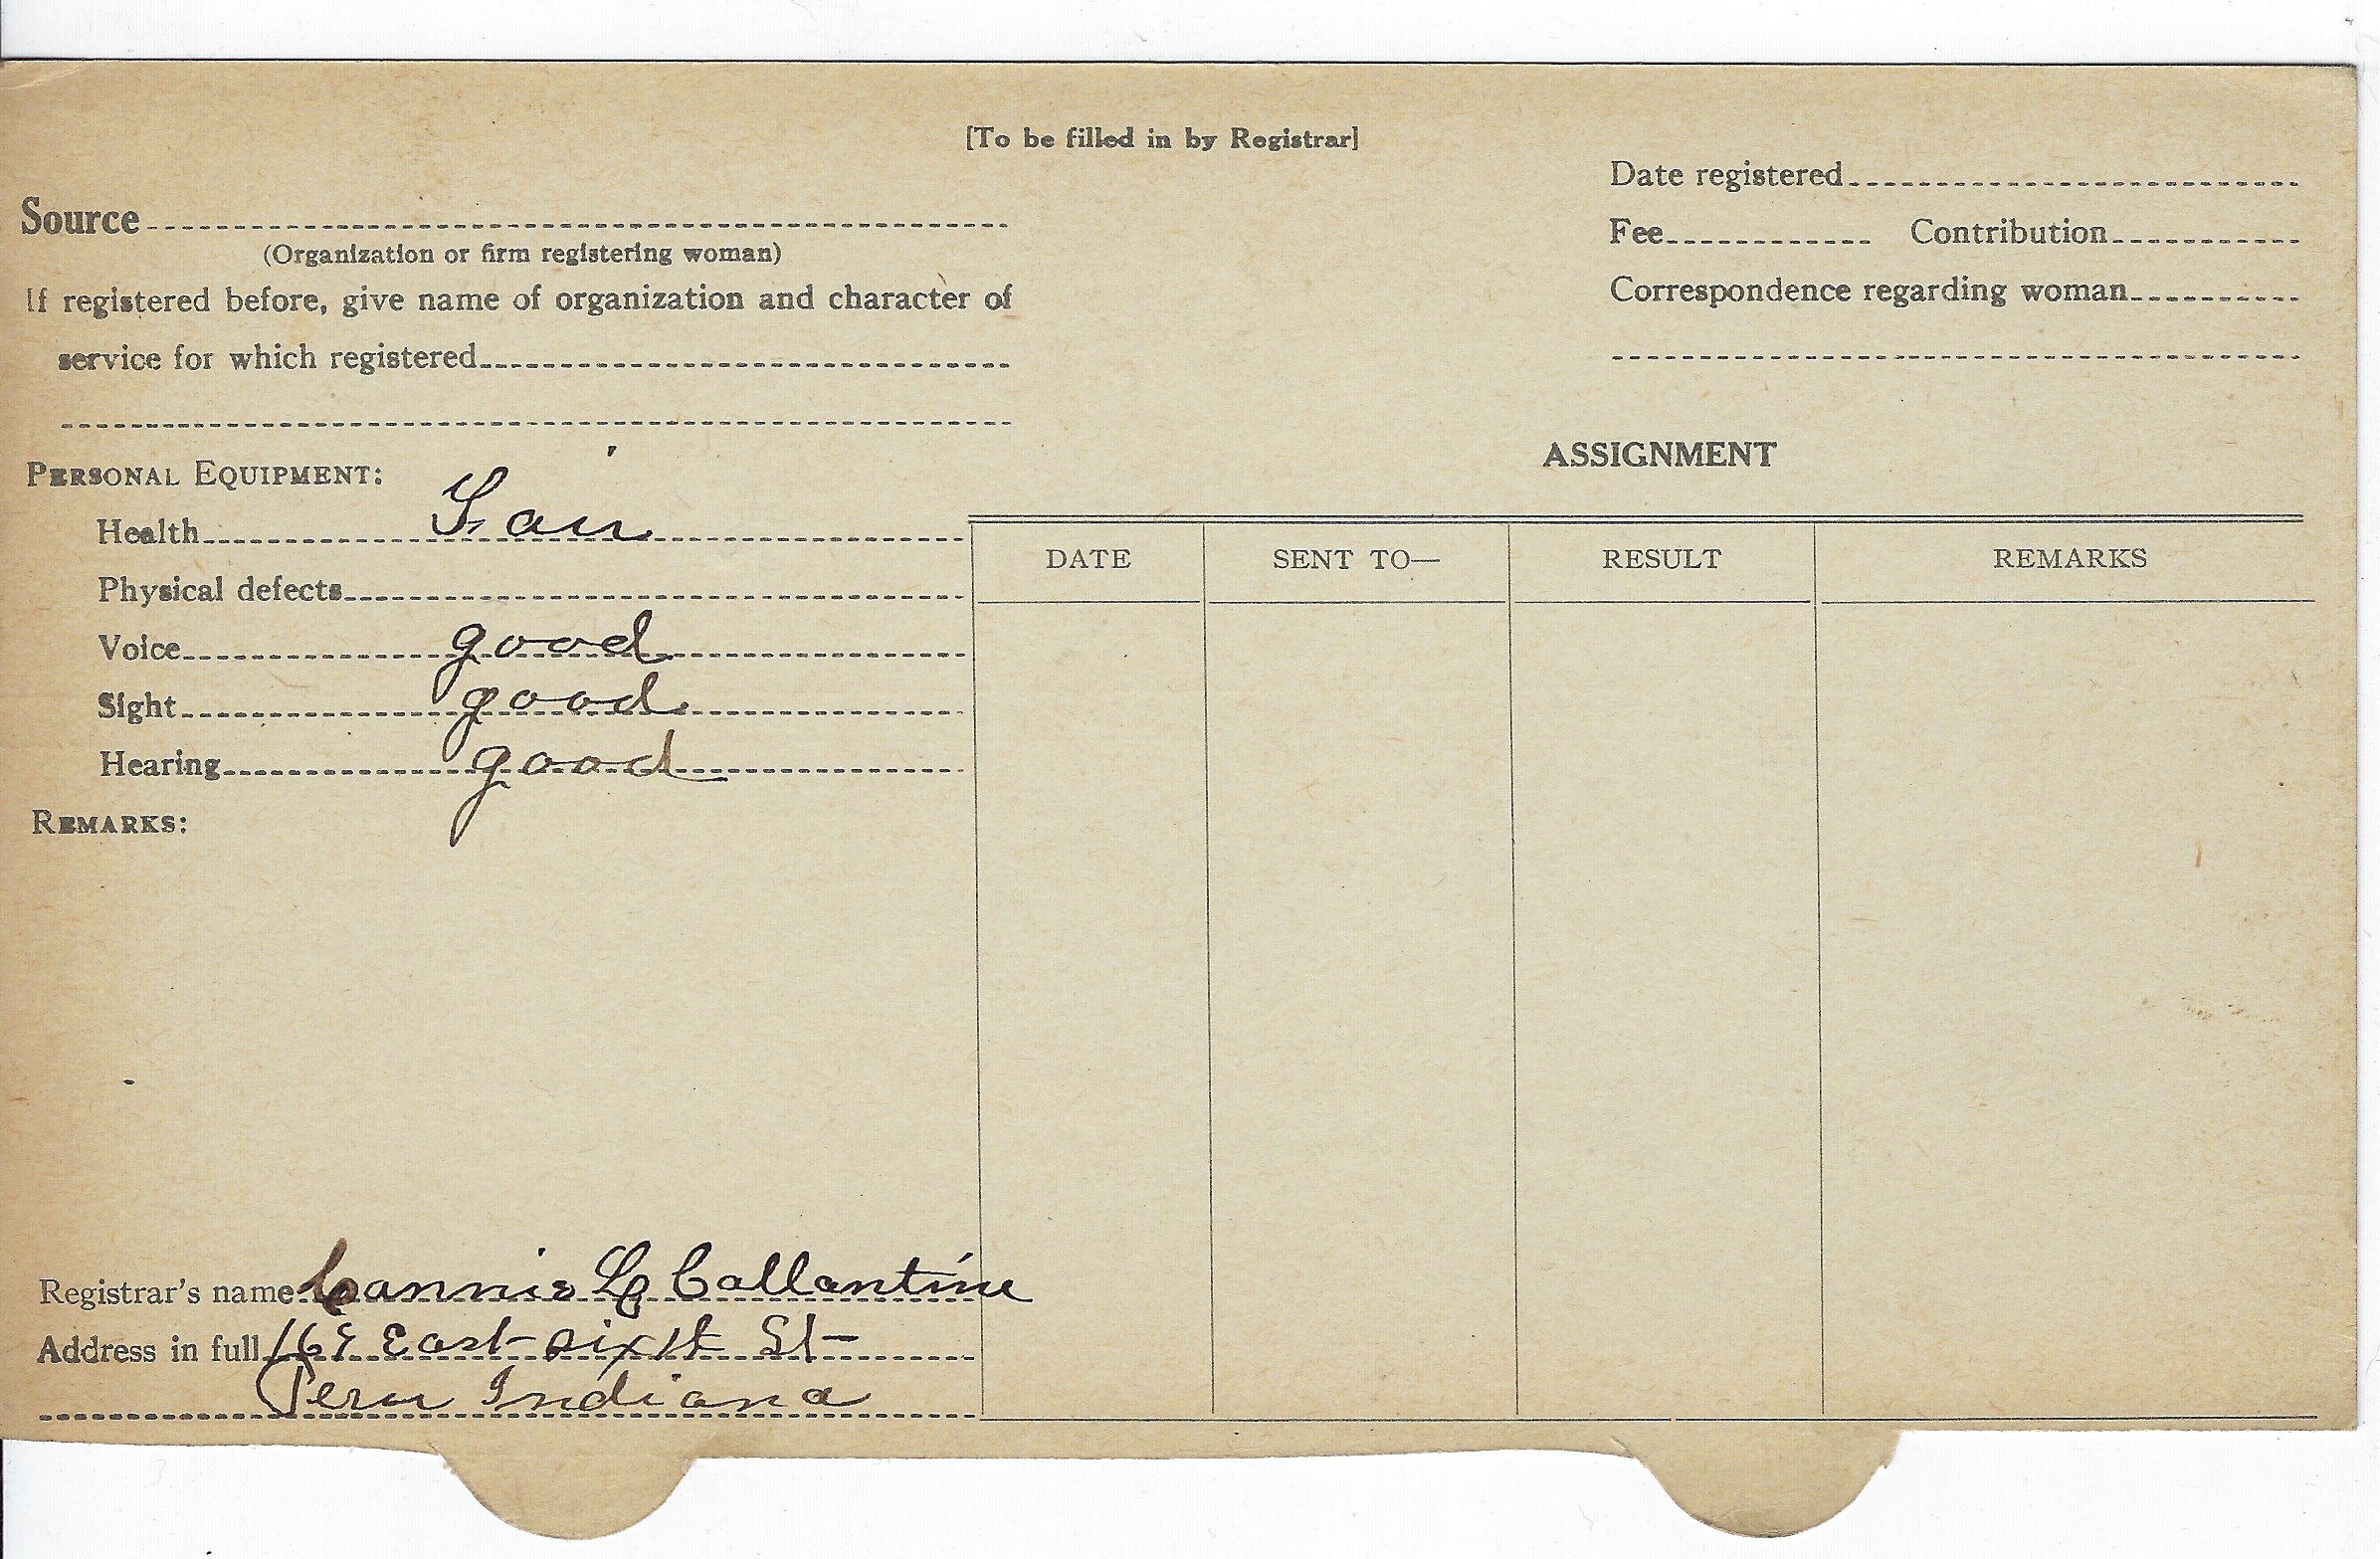 [To be filled in by Registrar]
Date registered
Source
Fee Contribution
(Organization or firm registering woman)
Correspondence regarding woman
If registered before, give name of organization and character of
service for which registered
ASSIGNMENT
PERSONAL EQUIPMENT:
Health Fair
DATE SENT TO— RESULT REMARKS
Physical defects
Voice good
Sight good
Hearing good
REMARKS:
Registrar's name Callantine
Address in full East sixth St
Peru Indiana